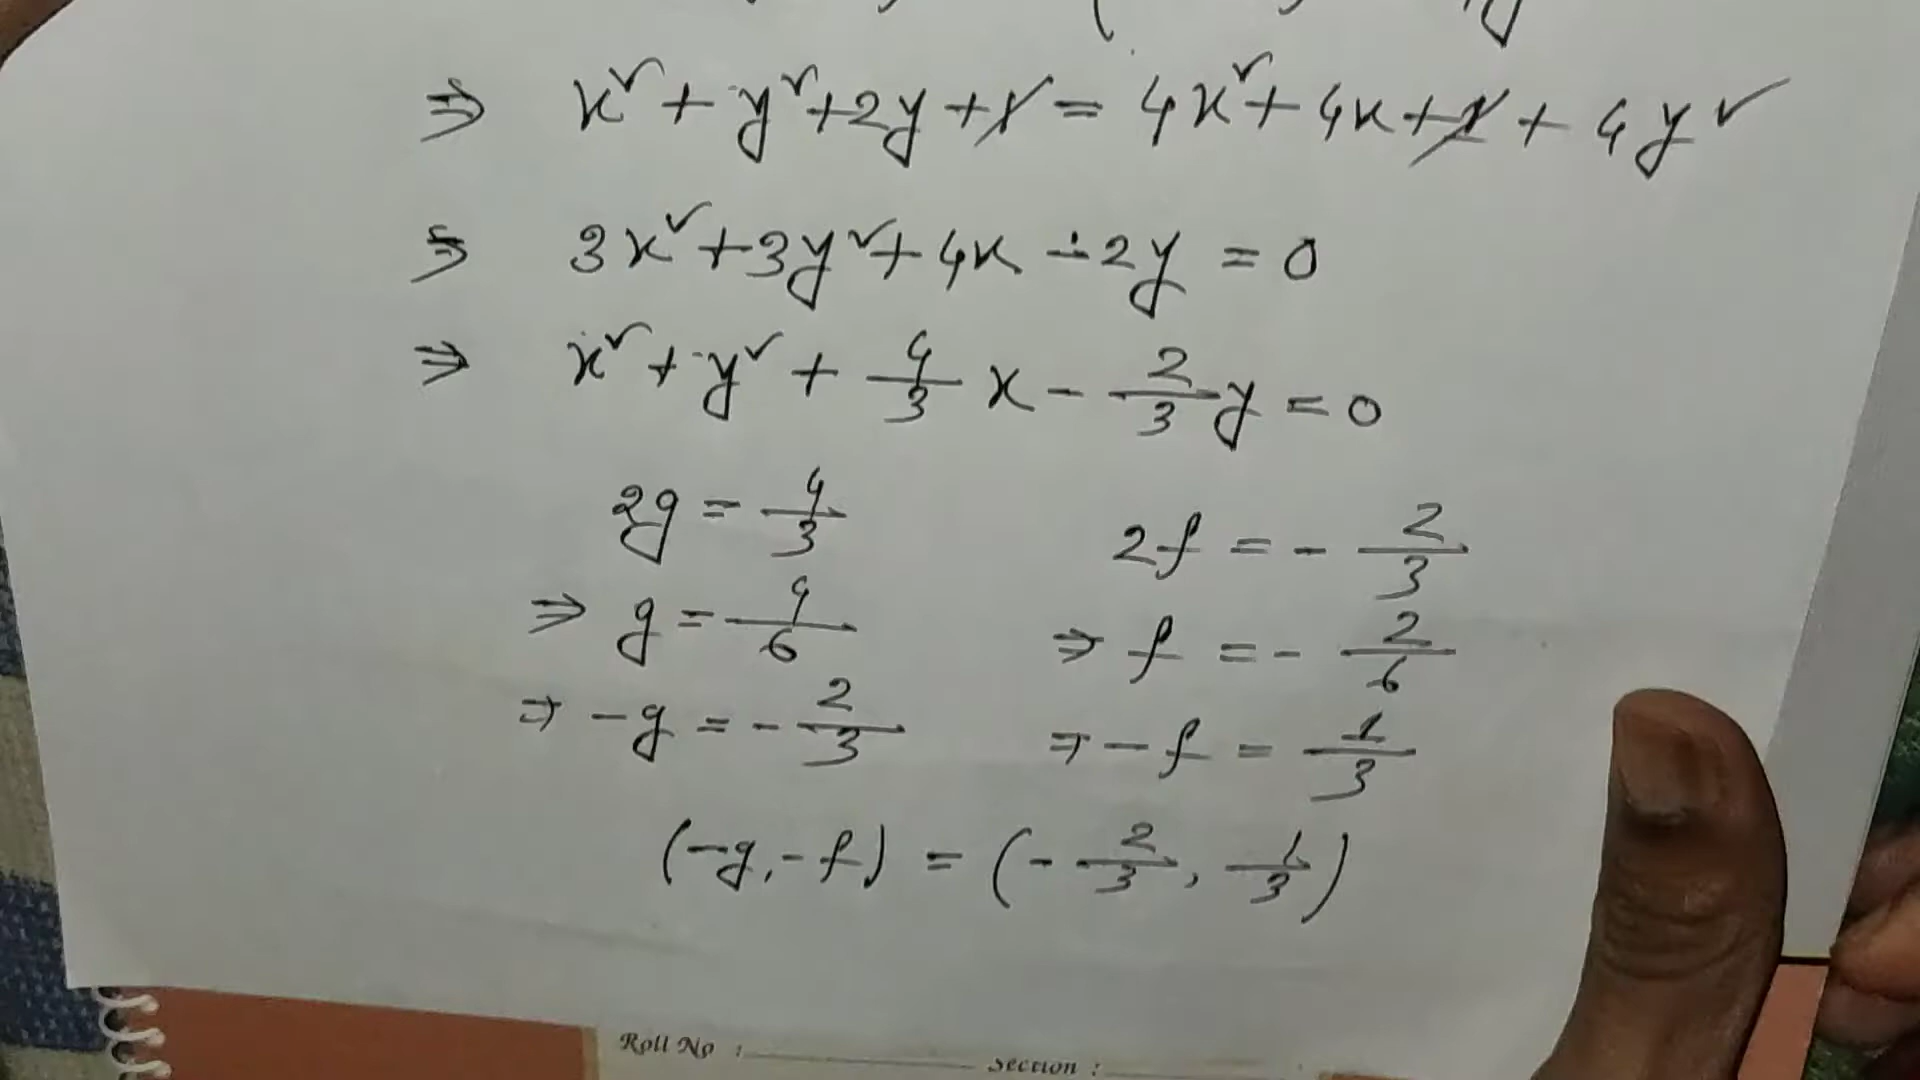 ⇒ x² + y² + 2y + 1 = 4x² + 4x + 1 + 4y²
⇒ 3x² + 3y² + 4x - 2y = 0
⇒ x² + y² + 4/3 x - 2/3 y = 0
2g = 4/3    2f = - 2/3
⇒ g = 4/6    ⇒ f = - 2/6
⇒ -g = - 2/3    ⇒ -f = 1/3
(-g, -f) = (- 2/3, 1/3)
Roll No : Section :